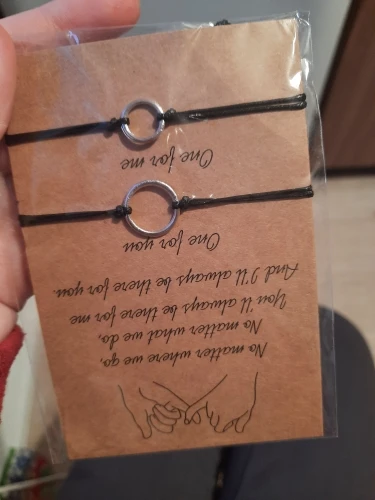 No matter where we go,
No matter what we do,
You'll always be there for me
And I'll always be there for you.
One for you
One for me